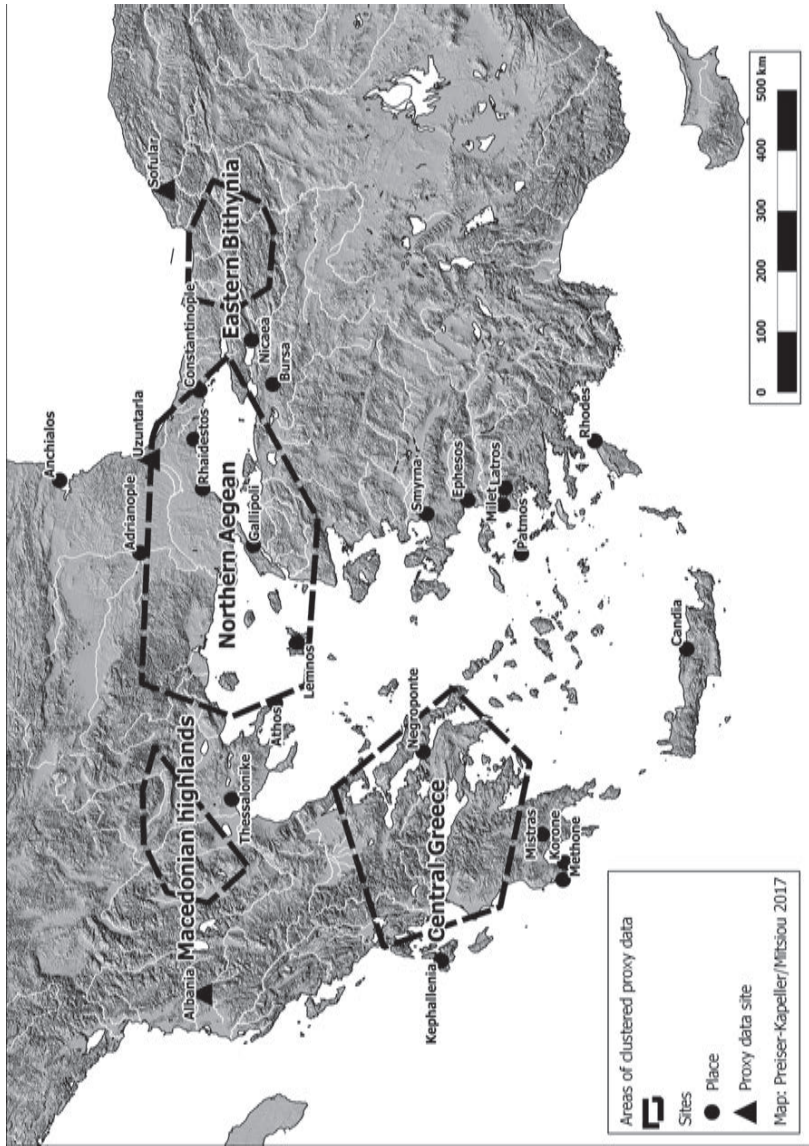 Sofular
Eastern Bithynia
Constantinople
Nicaea
Bursa
Anchialos
Uzuntarla
Adrianople
Rhaidestos
Gallipoli
Northern Aegean
Lemnos
Athos
Macedonian highlands
Thessalonike
Albania
Smyrna
Ephesos
Milet
Latros
Patmos
Rhodes
Candia
Negroponte
Central Greece
Kephallenia
Mistras
Korone
Methone
0 100 200 300 400 500 km
Areas of clustered proxy data
Sites
Place
Proxy data site
Map: Preiser-Kapeller/Mitsiou 2017